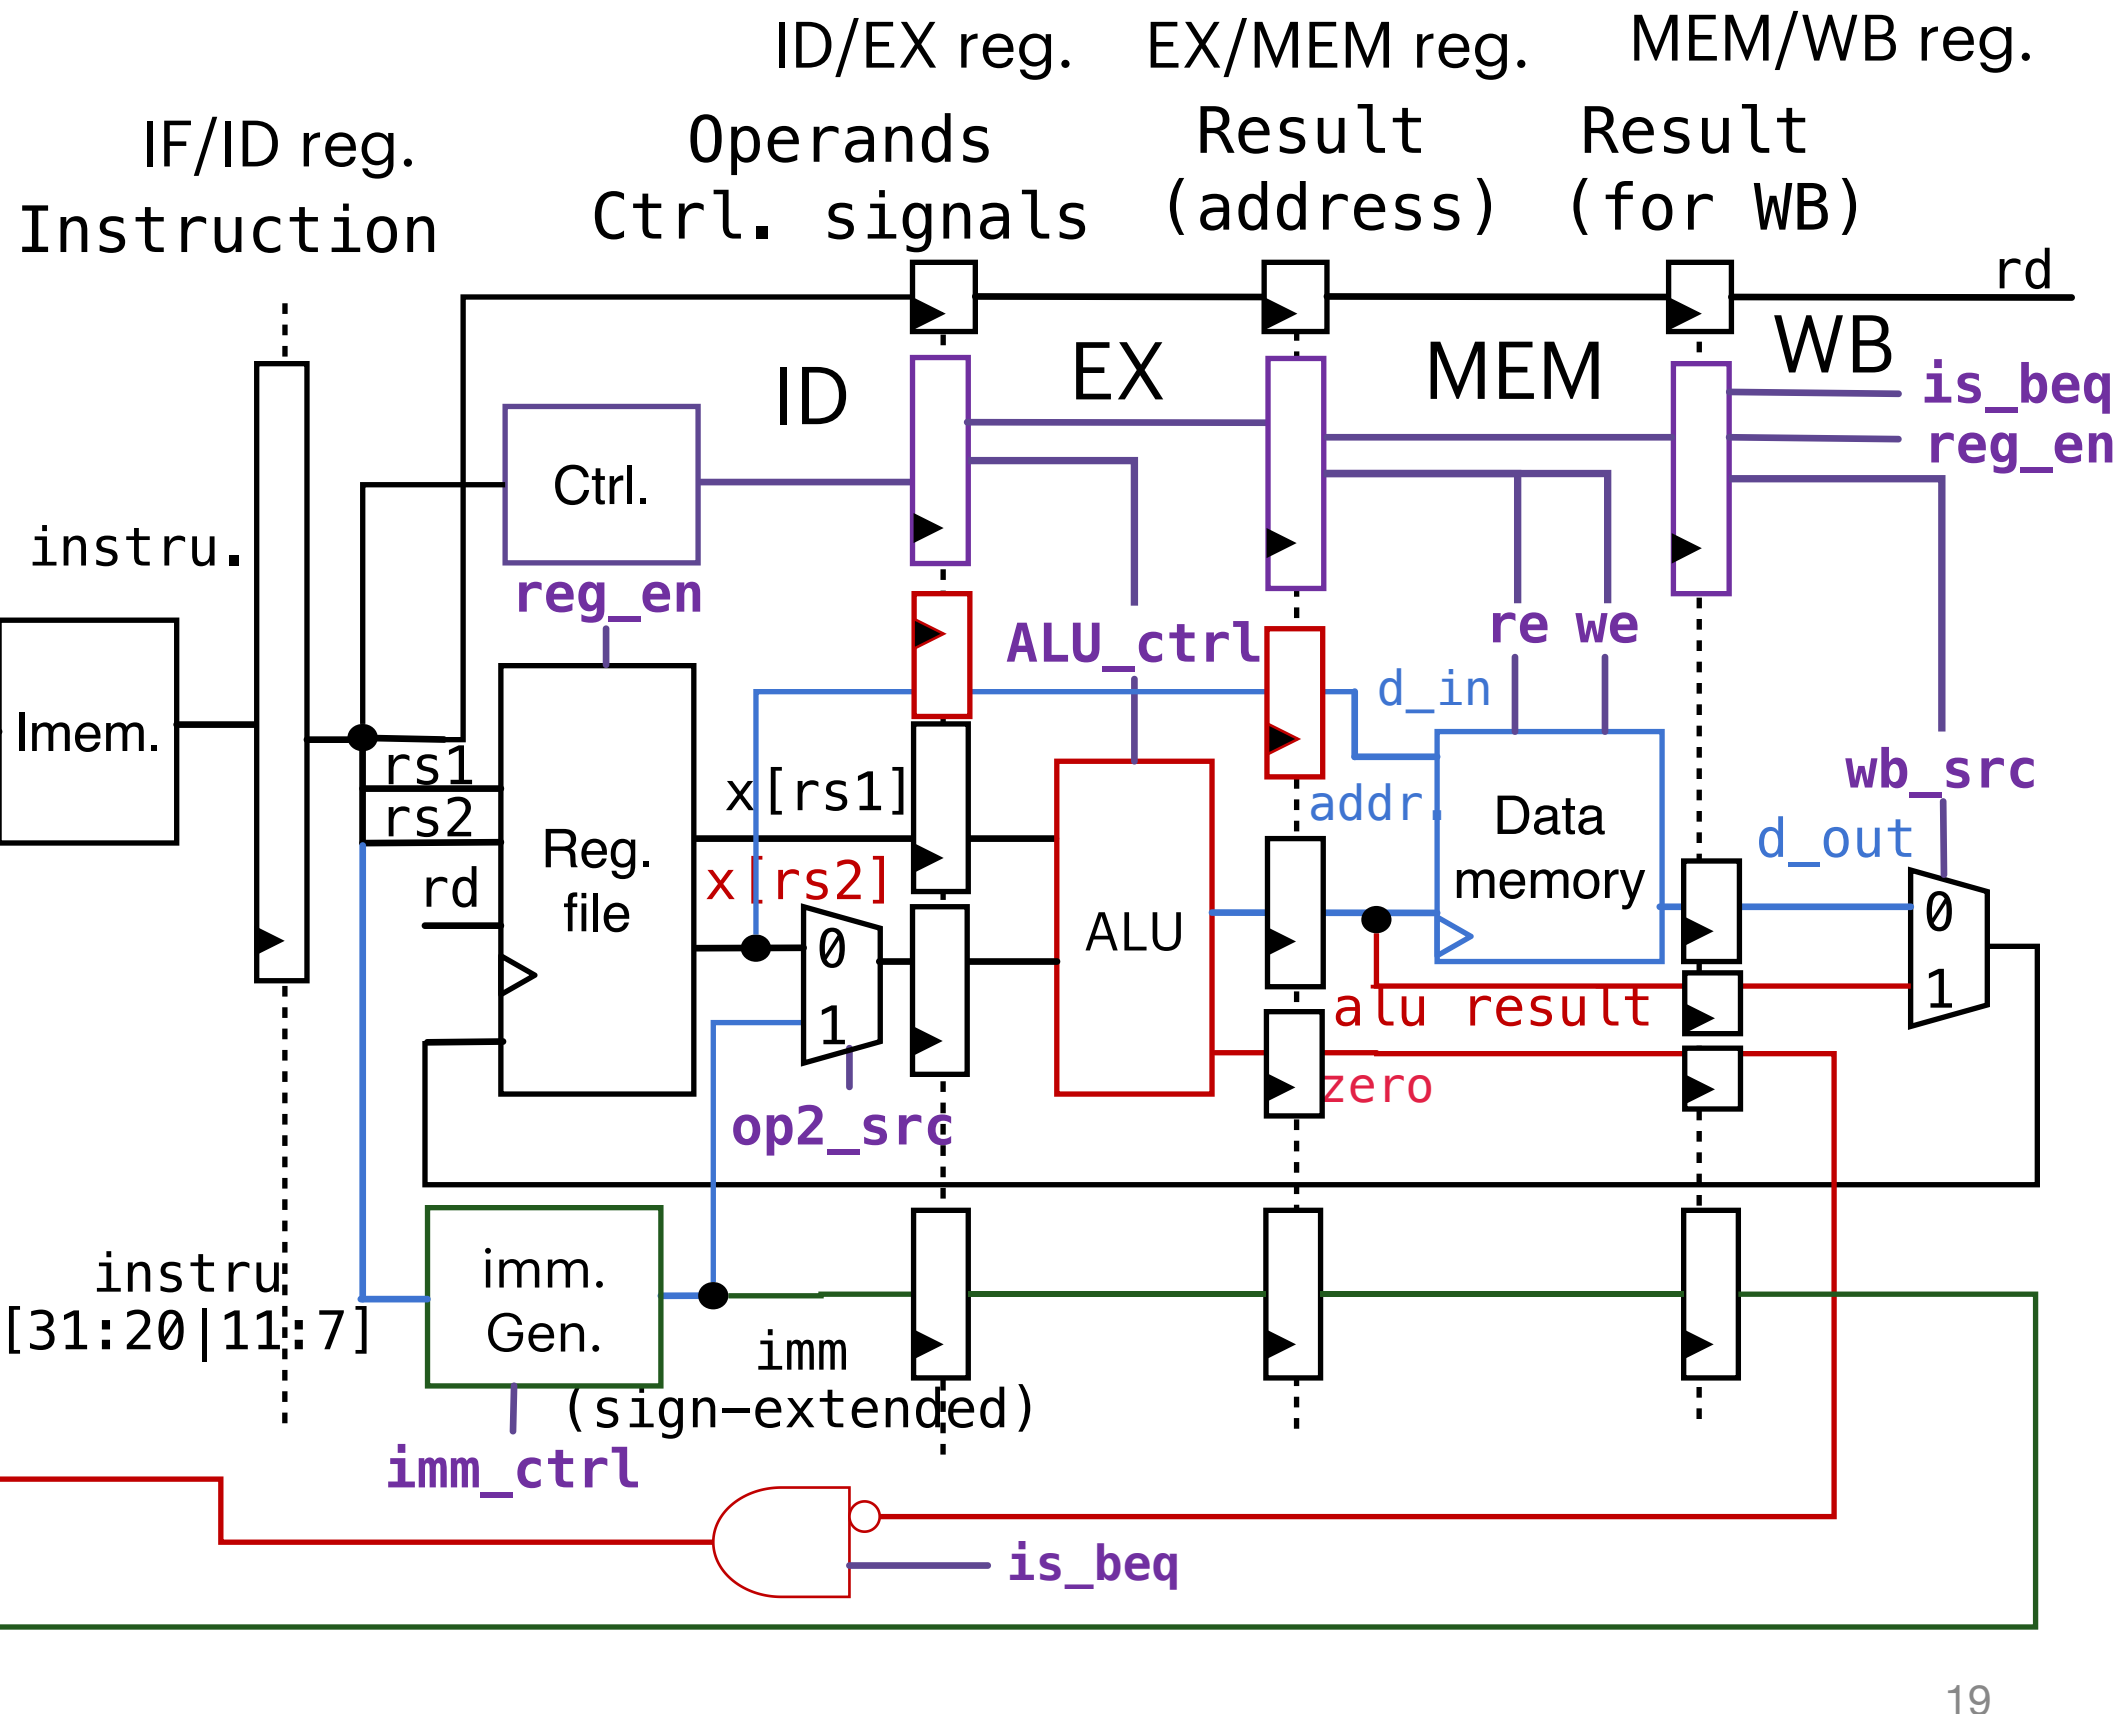 ID/EX reg.
EX/MEM reg.
MEM/WB reg.
IF/ID reg.
Instruction
Operands
Ctrl. signals
Result
(address)
Result
(for WB)
rd
ID
EX
MEM
WB
is_beq
reg_en
Ctrl.
instru.
reg_en
ALU_ctrl
re we
d_in
Imem.
rs1
rs2
rd
Reg.
file
x[rs1]
x[rs2]
0
1
op2_src
ALU
addr.
Data
memory
wb_src
d_out
0
1
alu result
zero
instru
[31:20|11:7]
imm.
Gen.
imm
(sign-extended)
imm_ctrl
is_beq
19